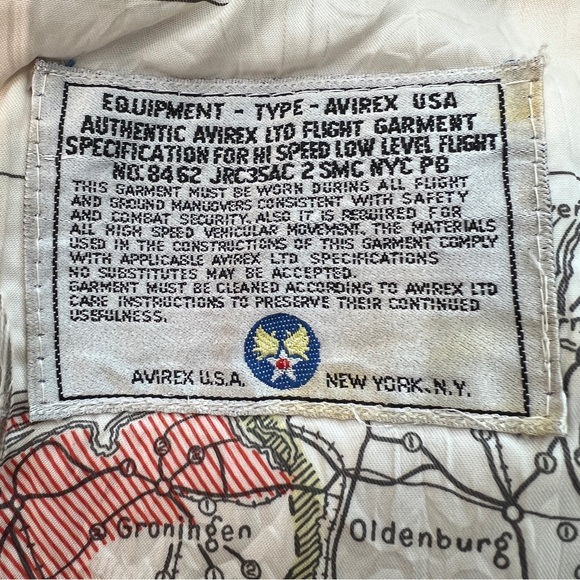 EQUIPMENT - TYPE - AVIREX USA
AUTHENTIC AVIREX LTD FLIGHT GARMENT
SPECIFICATION FOR HI SPEED LOW LEVEL FLIGHT
NO. 8462 JRC35AC 2 SMC NYC PB
THIS GARMENT MUST BE WORN DURING ALL FLIGHT
AND GROUND MANUOVERS CONSISTENT WITH SAFETY
AND COMBAT SECURITY. ALSO IT IS REQUIRED FOR
ALL HIGH SPEED VEHICULAR MOVEMENT. THE MATERIALS
USED IN THE CONSTRUCTIONS OF THIS GARMENT COMPLY
WITH APPLICABLE AVIREX LTD SPECIFICATIONS
NO SUBSTITUTES MAY BE ACCEPTED.
GARMENT MUST BE CLEANED ACCORDING TO AVIREX LTD
CARE INSTRUCTIONS TO PRESERVE THEIR CONTINUED
USEFULNESS.
AVIREX U.S.A. NEW YORK. N.Y.
Groningen Oldenburg